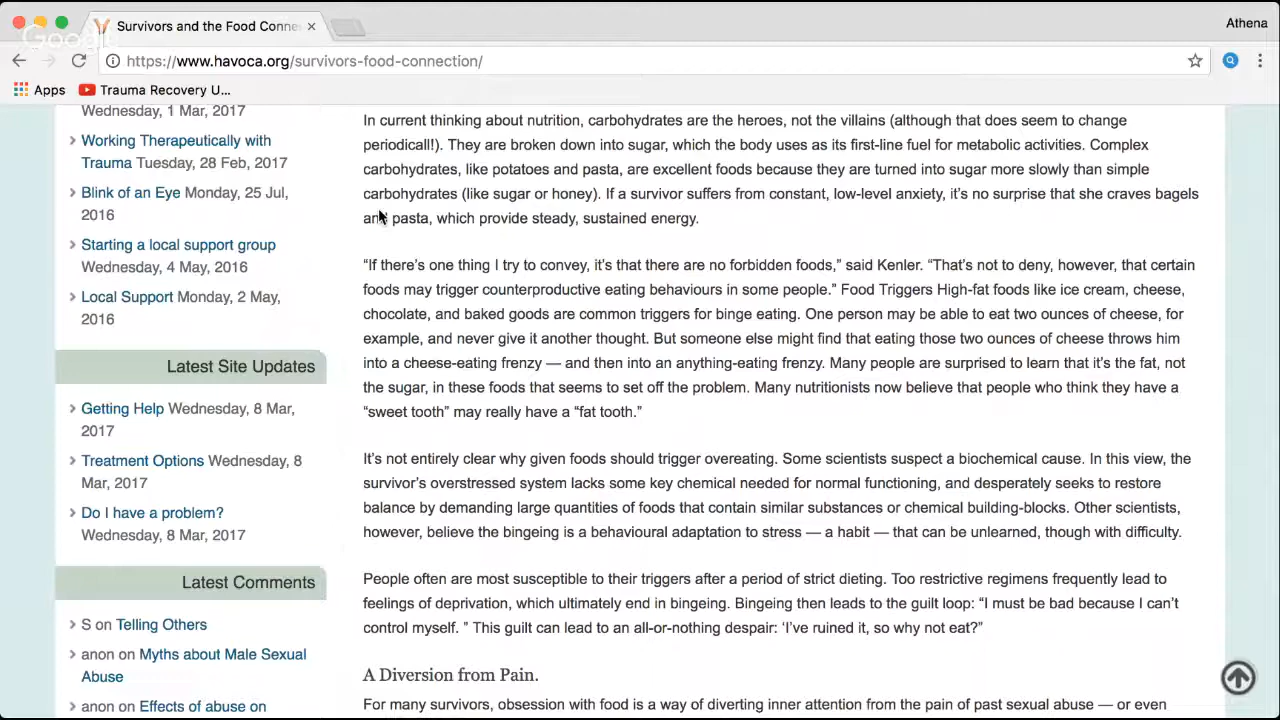 Survivors and the Food Conne
Athena
Google
https://www.havoca.org/survivors-food-connection/
Apps
Trauma Recovery U...
Wednesday, 1 Mar, 2017
Working Therapeutically with
Trauma Tuesday, 28 Feb, 2017
Blink of an Eye Monday, 25 Jul,
2016
Starting a local support group
Wednesday, 4 May, 2016
Local Support Monday, 2 May,
2016
Latest Site Updates
Getting Help Wednesday, 8 Mar,
2017
Treatment Options Wednesday, 8
Mar, 2017
Do I have a problem?
Wednesday, 8 Mar, 2017
Latest Comments
S on Telling Others
anon on Myths about Male Sexual
Abuse
anon on Effects of abuse on
In current thinking about nutrition, carbohydrates are the heroes, not the villains (although that does seem to change
periodicall!). They are broken down into sugar, which the body uses as its first-line fuel for metabolic activities. Complex
carbohydrates, like potatoes and pasta, are excellent foods because they are turned into sugar more slowly than simple
carbohydrates (like sugar or honey). If a survivor suffers from constant, low-level anxiety, it’s no surprise that she craves bagels
and pasta, which provide steady, sustained energy.
“If there’s one thing I try to convey, it’s that there are no forbidden foods,” said Kenler. “That’s not to deny, however, that certain
foods may trigger counterproductive eating behaviours in some people.” Food Triggers High-fat foods like ice cream, cheese,
chocolate, and baked goods are common triggers for binge eating. One person may be able to eat two ounces of cheese, for
example, and never give it another thought. But someone else might find that eating those two ounces of cheese throws him
into a cheese-eating frenzy — and then into an anything-eating frenzy. Many people are surprised to learn that it’s the fat, not
the sugar, in these foods that seems to set off the problem. Many nutritionists now believe that people who think they have a
“sweet tooth” may really have a “fat tooth.”
It’s not entirely clear why given foods should trigger overeating. Some scientists suspect a biochemical cause. In this view, the
survivor’s overstressed system lacks some key chemical needed for normal functioning, and desperately seeks to restore
balance by demanding large quantities of foods that contain similar substances or chemical building-blocks. Other scientists,
however, believe the bingeing is a behavioural adaptation to stress — a habit — that can be unlearned, though with difficulty.
People often are most susceptible to their triggers after a period of strict dieting. Too restrictive regimens frequently lead to
feelings of deprivation, which ultimately end in bingeing. Bingeing then leads to the guilt loop: “I must be bad because I can’t
control myself. ” This guilt can lead to an all-or-nothing despair: ‘I’ve ruined it, so why not eat?”
A Diversion from Pain.
For many survivors, obsession with food is a way of diverting inner attention from the pain of past sexual abuse — or even